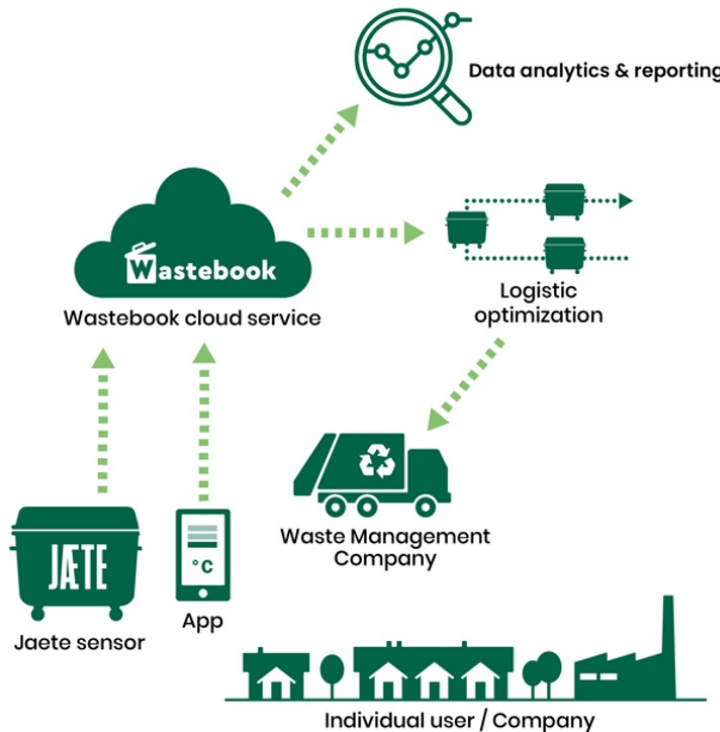 Data analytics & reporting
Wastebook
Wastebook cloud service
Logistic
optimization
JÆTE
Jaete sensor
°C
App
Waste Management
Company
Individual user / Company